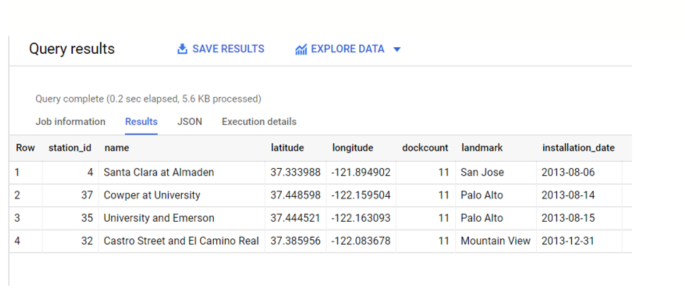 Query results SAVE RESULTS EXPLORE DATA
Query complete (0.2 sec elapsed, 5.6 KB processed)
Job information Results JSON Execution details
Row station_id name latitude longitude dockcount landmark installation_date
1 4 Santa Clara at Almaden 37.333988 -121.894902 11 San Jose 2013-08-06
2 37 Cowper at University 37.448598 -122.159504 11 Palo Alto 2013-08-14
3 35 University and Emerson 37.444521 -122.163093 11 Palo Alto 2013-08-15
4 32 Castro Street and El Camino Real 37.385956 -122.083678 11 Mountain View 2013-12-31